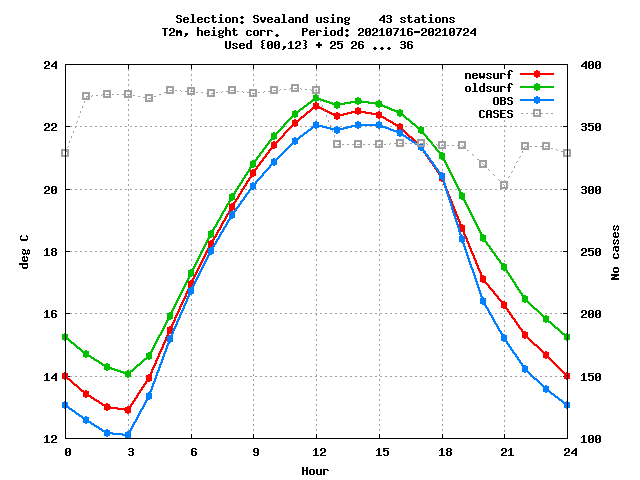 Selection: Svealand using    43 stations
T2m, height corr.   Period: 20210716-20210724
Used {00,12} + 25 26 ... 36
24 400
newsurf
oldsurf
OBS
CASES
22 350
20 300
deg C
18 250
No cases
16 200
14 150
12 100
0 3 6 9 12 15 18 21 24
Hour